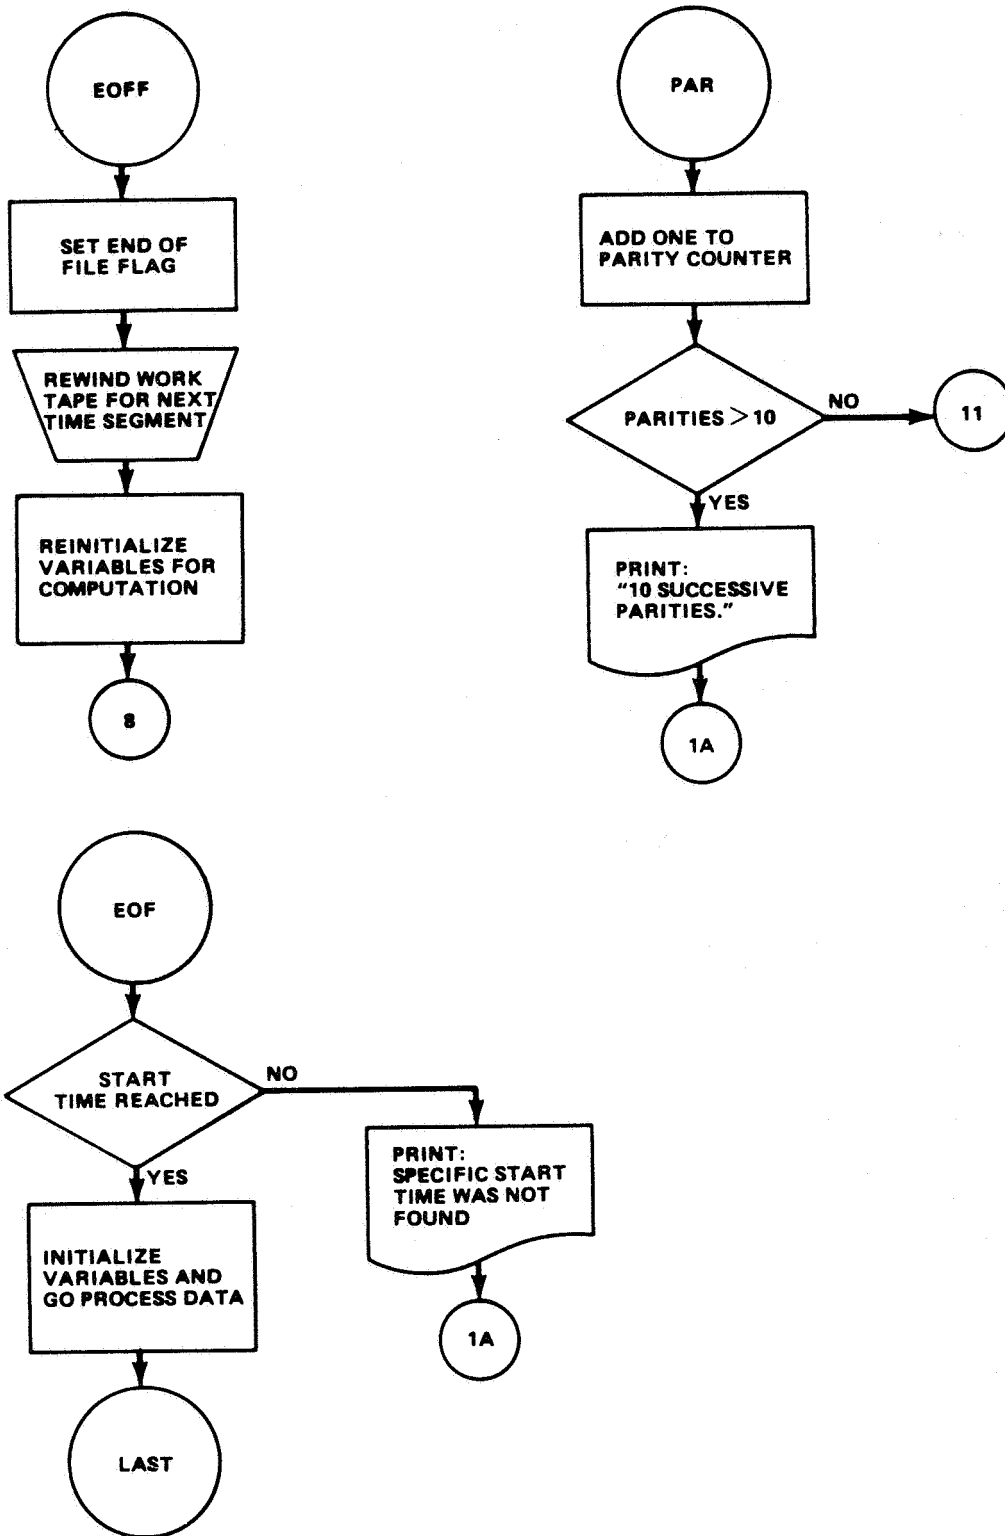 EOFF
SET END OF
FILE FLAG
REWIND WORK
TAPE FOR NEXT
TIME SEGMENT
REINITIALIZE
VARIABLES FOR
COMPUTATION
8
PAR
ADD ONE TO
PARITY COUNTER
PARITIES > 10
NO
11
YES
PRINT:
"10 SUCCESSIVE
PARITIES."
1A
EOF
START
TIME REACHED
NO
YES
PRINT:
SPECIFIC START
TIME WAS NOT
FOUND
1A
INITIALIZE
VARIABLES AND
GO PROCESS DATA
LAST